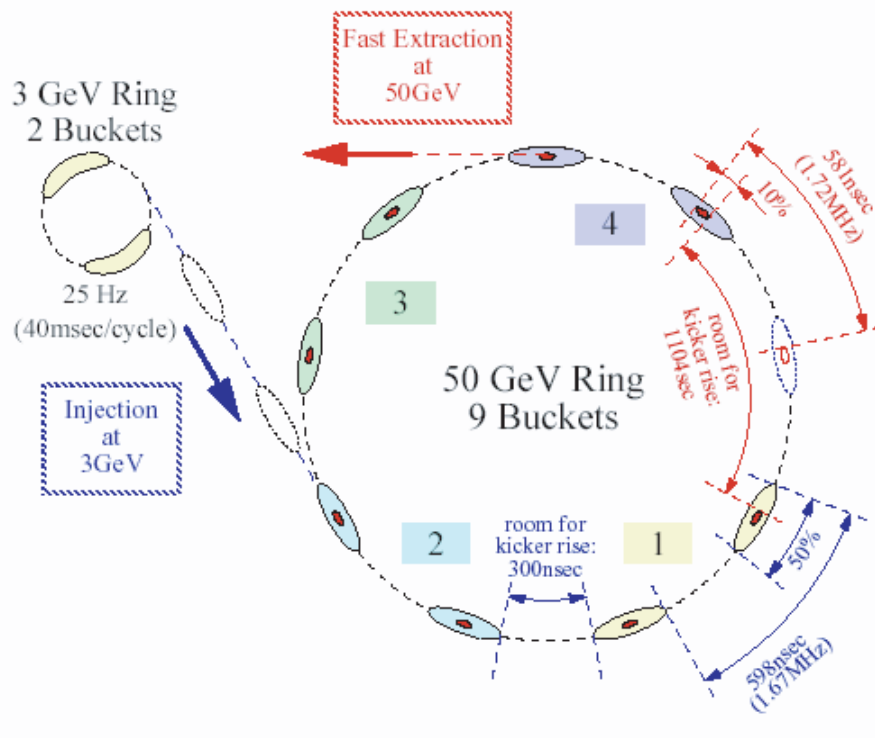 Fast Extraction
at
50GeV
3 GeV Ring
2 Buckets
25 Hz
(40msec/cycle)
Injection
at
3GeV
4
3
50 GeV Ring
9 Buckets
2
1
room for
kicker rise:
300nsec
room for
kicker rise:
1104sec
10%
581nsec
(1.72MHz)
50%
598nsec
(1.67MHz)